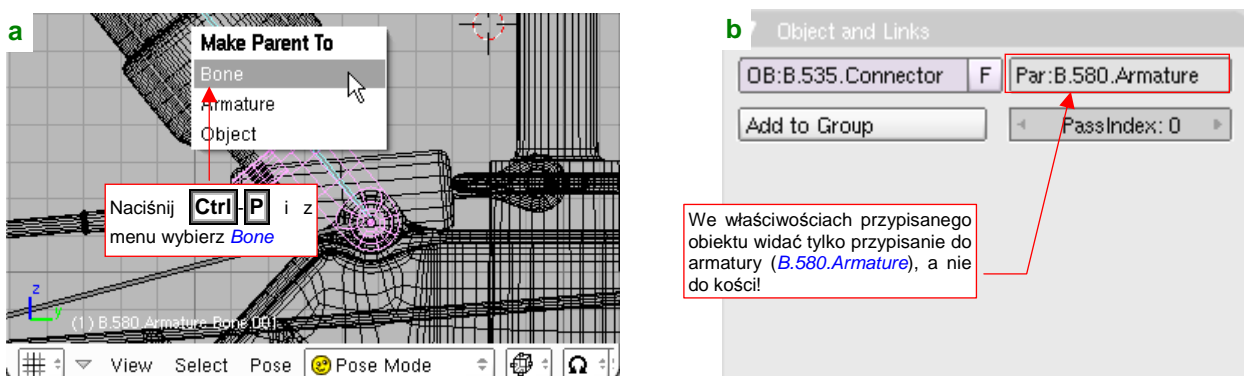 a
Make Parent To
Bone
Armature
Object
Naciśnij Ctrl-P i z
menu wybierz Bone
z
y
(1) B.580.Armature Bone.001
View Select Pose Pose Mode
b
Object and Links
OB:B.535.Connector F Par:B.580.Armature
Add to Group PassIndex: 0
We właściwościach przypisanego
obiektu widać tylko przypisanie do
armatury (B.580.Armature), a nie
do kości!